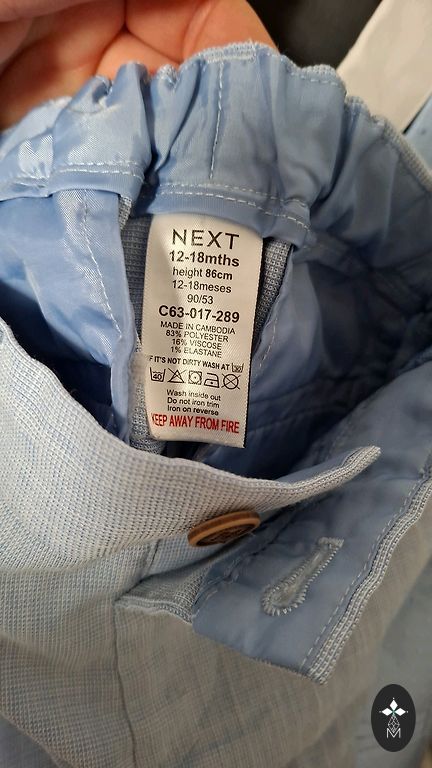 NEXT
12-18mths
height 86cm
12-18meses
90/53
C63-017-289
MADE IN CAMBODIA
83% POLYESTER
16% VISCOSE
1% ELASTANE
IF IT'S NOT DIRTY WASH AT 30
40
Wash inside out
Do not iron trim
Iron on reverse
KEEP AWAY FROM FIRE
M